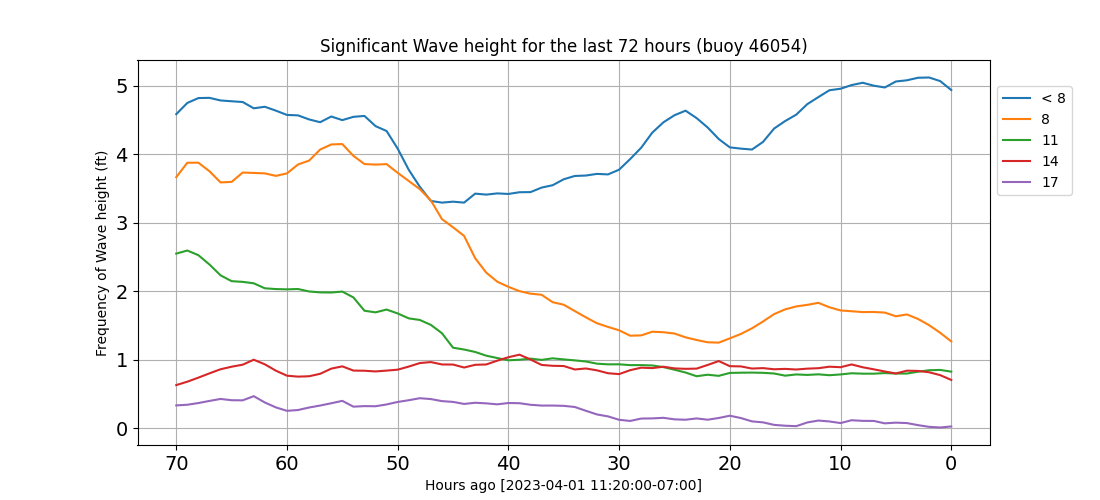 Significant Wave height for the last 72 hours (buoy 46054)
Frequency of Wave height (ft)
5
4
3
2
1
0
70 60 50 40 30 20 10 0
Hours ago [2023-04-01 11:20:00-07:00]
< 8
8
11
14
17